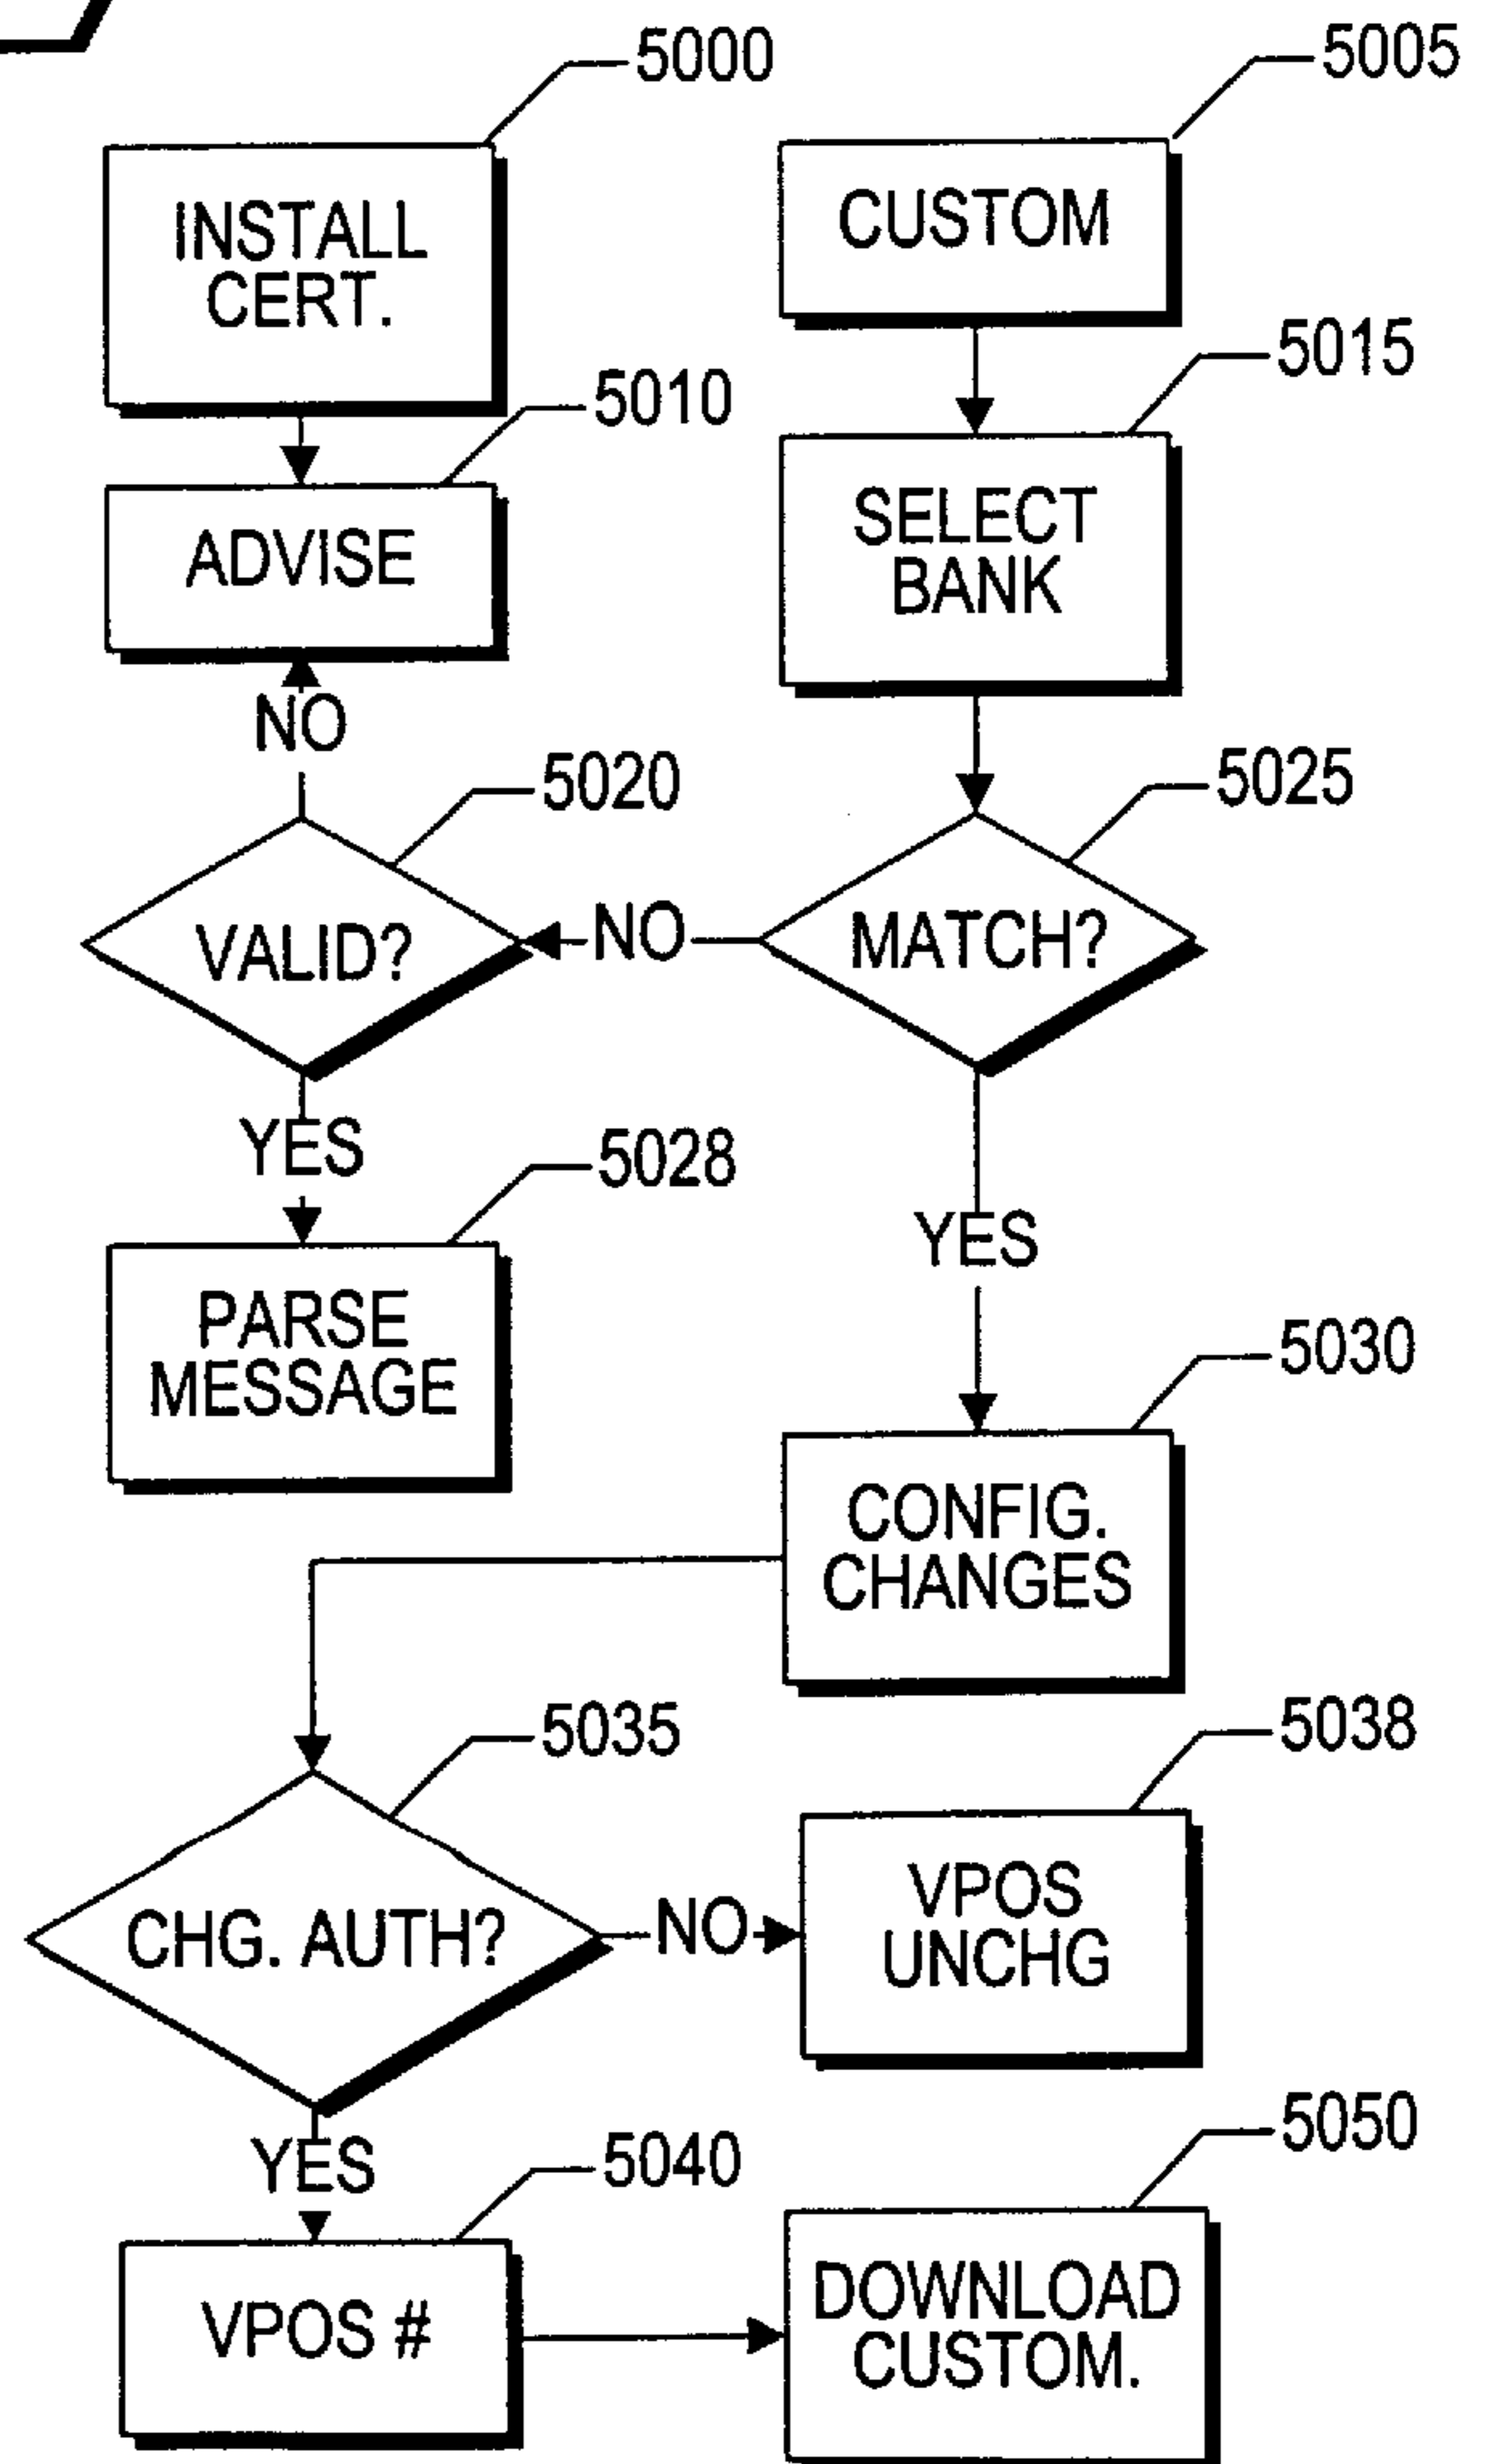 5000
5005
INSTALL
CERT.
CUSTOM
5010
5015
ADVISE
SELECT
BANK
NO
5020
5025
VALID?
NO
MATCH?
YES
5028
YES
PARSE
MESSAGE
5030
CONFIG.
CHANGES
5035
5038
CHG. AUTH?
NO
VPOS
UNCHG
YES
5040
5050
VPOS #
DOWNLOAD
CUSTOM.